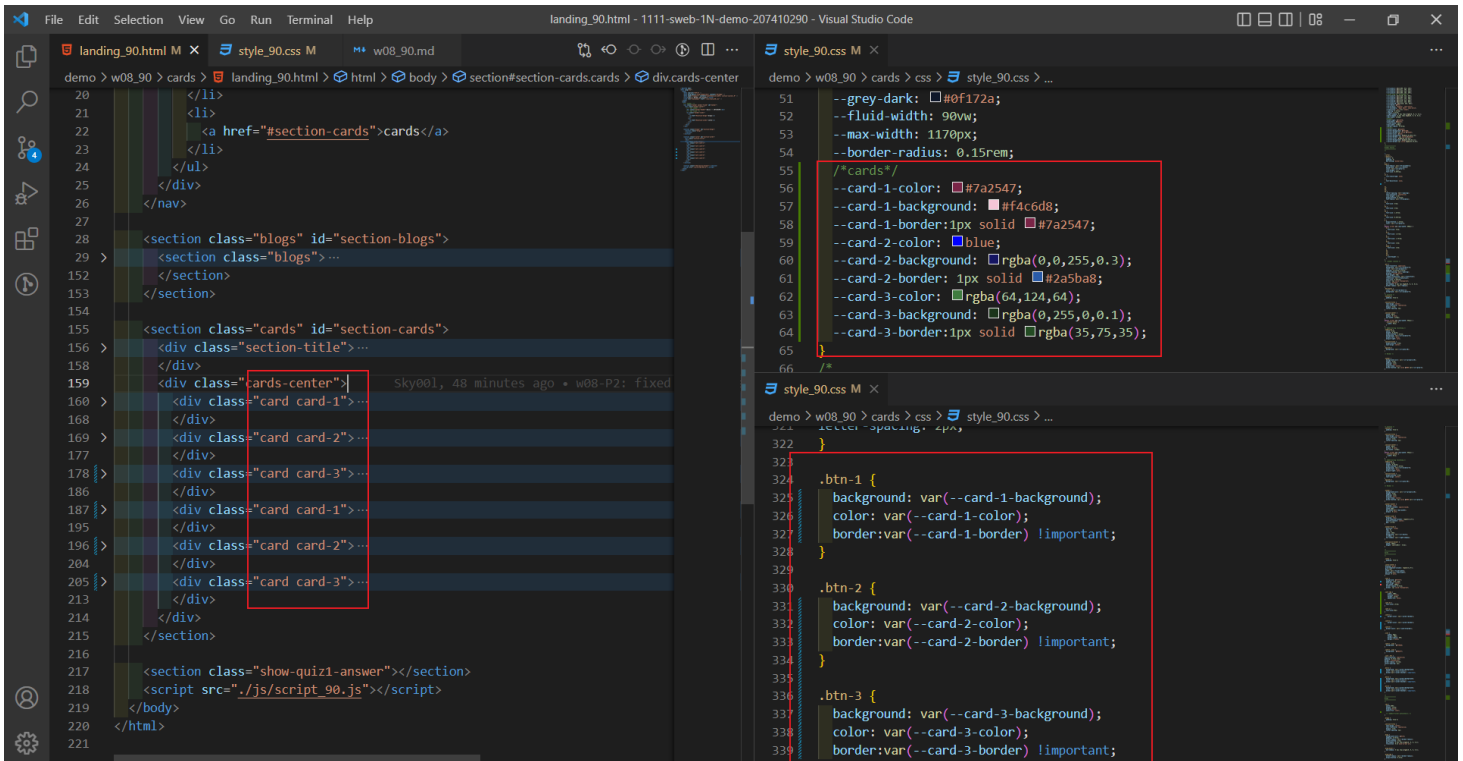 File Edit Selection View Go Run Terminal Help landing_90.html - 1111-sweb-1N-demo-207410290 - Visual Studio Code
landing_90.html M style_90.css M w08_90.md
demo > w08_90 > cards > landing_90.html > html > body > section#section-cards.cards > div.cards-center
20 </li>
21 <li>
22 <a href="#section-cards">cards</a>
23 </li>
24 </ul>
25 </div>
26 </nav>
27
28 <section class="blogs" id="section-blogs">
29 <section class="blogs">…
152 </section>
153 </section>
154
155 <section class="cards" id="section-cards">
156 <div class="section-title">…
158 </div>
159 <div class="cards-center"> Sky00l, 48 minutes ago • w08-P2: fixed
160 <div class="card card-1">…
168 </div>
169 <div class="card card-2">…
177 </div>
178 <div class="card card-3">…
186 </div>
187 <div class="card card-1">…
195 </div>
196 <div class="card card-2">…
204 </div>
205 <div class="card card-3">…
213 </div>
214 </div>
215 </section>
216
217 <section class="show-quiz1-answer"></section>
218 <script src="./js/script_90.js"></script>
219 </body>
220 </html>
221
4
style_90.css M
demo > w08_90 > cards > css > style_90.css > ...
51 --grey-dark: #0f172a;
52 --fluid-width: 90vw;
53 --max-width: 1170px;
54 --border-radius: 0.15rem;
55 /*cards*/
56 --card-1-color: #7a2547;
57 --card-1-background: #f4c6d8;
58 --card-1-border:1px solid #7a2547;
59 --card-2-color: blue;
60 --card-2-background: rgba(0,0,255,0.3);
61 --card-2-border: 1px solid #2a5ba8;
62 --card-3-color: rgba(64,124,64);
63 --card-3-background: rgba(0,255,0,0.1);
64 --card-3-border:1px solid rgba(35,75,35);
65 }
66 /*
style_90.css M
demo > w08_90 > cards > css > style_90.css > ...
321 letter-spacing: 2px;
322 }
323
324 .btn-1 {
325 background: var(--card-1-background);
326 color: var(--card-1-color);
327 border:var(--card-1-border) !important;
328 }
329
330 .btn-2 {
331 background: var(--card-2-background);
332 color: var(--card-2-color);
333 border:var(--card-2-border) !important;
334 }
335
336 .btn-3 {
337 background: var(--card-3-background);
338 color: var(--card-3-color);
339 border:var(--card-3-border) !important;